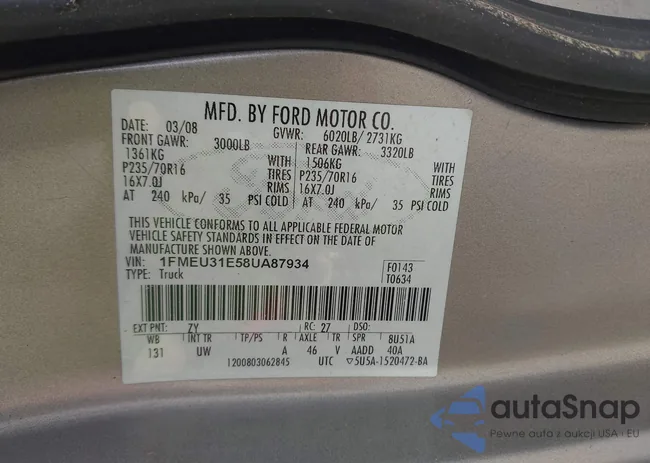 MFD. BY FORD MOTOR CO.
DATE: 03/08 GVWR: 6020LB/ 2731KG
FRONT GAWR: 3000LB REAR GAWR: 3320LB
1361KG 1506KG
P235/70R16 TIRES P235/70R16 TIRES
16X7.0J RIMS 16X7.0J RIMS
AT 240 kPa/ 35 PSI COLD AT 240 kPa/ 35 PSI COLD
THIS VEHICLE CONFORMS TO ALL APPLICABLE FEDERAL MOTOR
VEHICLE SAFETY STANDARDS IN EFFECT ON THE DATE OF
MANUFACTURE SHOWN ABOVE.
VIN: 1FMEU31E58UA87934 F0143
TYPE: Truck T0634
EXT PNT: ZY RC: 27 DSO:
WB INT TR TP/PS R AXLE TR SPR 8U51A
131 UW A 46 V AADD 40A
1200803062845 UTC ▽5U5A-1520472-BA
autaSnap
Pewne auta z aukcji USA i EU